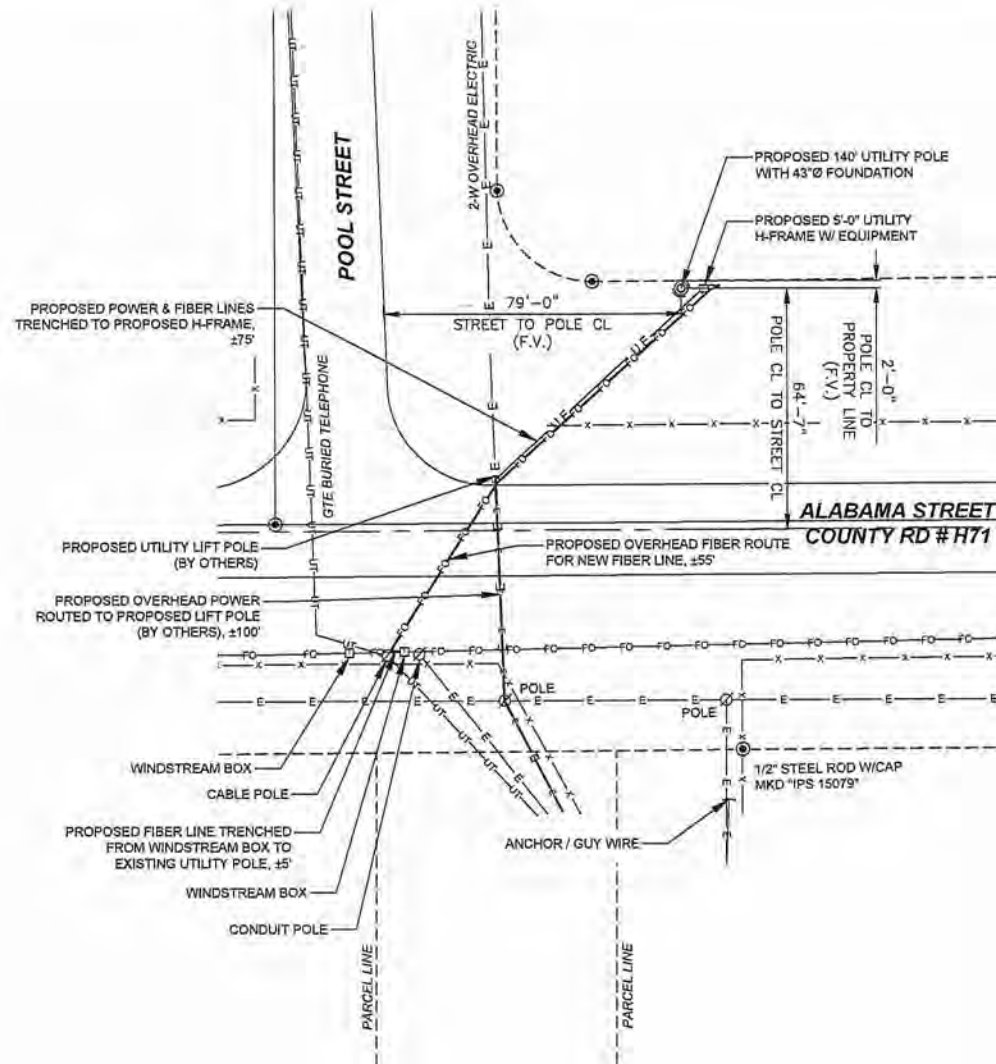 2-W OVERHEAD ELECTRIC
POOL STREET
PROPOSED 140' UTILITY POLE
WITH 43"Ø FOUNDATION
PROPOSED 5'-0" UTILITY
H-FRAME W/ EQUIPMENT
PROPOSED POWER & FIBER LINES
TRENCHED TO PROPOSED H-FRAME,
±75'
79'-0"
STREET TO POLE CL
(F.V.)
2'-0"
POLE CL TO
PROPERTY LINE
(F.V.)
64'-7"
POLE CL TO STREET CL
GTE BURIED TELEPHONE
ALABAMA STREET
COUNTY RD # H71
PROPOSED UTILITY LIFT POLE
(BY OTHERS)
PROPOSED OVERHEAD FIBER ROUTE
FOR NEW FIBER LINE, ±55'
PROPOSED OVERHEAD POWER
ROUTED TO PROPOSED LIFT POLE
(BY OTHERS), ±100'
POLE
POLE
WINDSTREAM BOX
CABLE POLE
1/2" STEEL ROD W/CAP
MKD "IPS 15079"
PROPOSED FIBER LINE TRENCHED
FROM WINDSTREAM BOX TO
EXISTING UTILITY POLE, ±5'
ANCHOR / GUY WIRE
WINDSTREAM BOX
CONDUIT POLE
PARCEL LINE
PARCEL LINE